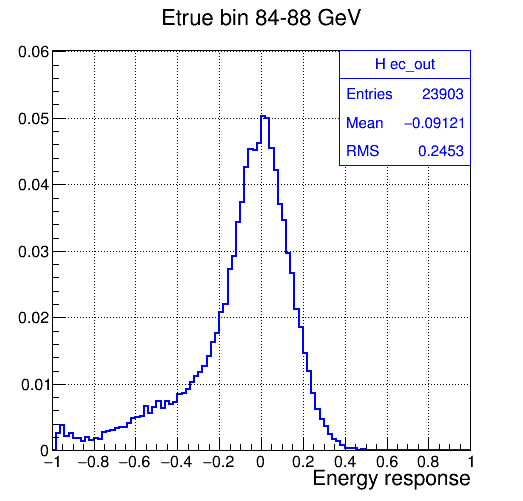 Etrue bin 84-88 GeV
H ec_out
Entries 23903
Mean −0.09121
RMS 0.2453
0.06
0.05
0.04
0.03
0.02
0.01
0
−1 −0.8 −0.6 −0.4 −0.2 0 0.2 0.4 0.6 0.8 1
Energy response